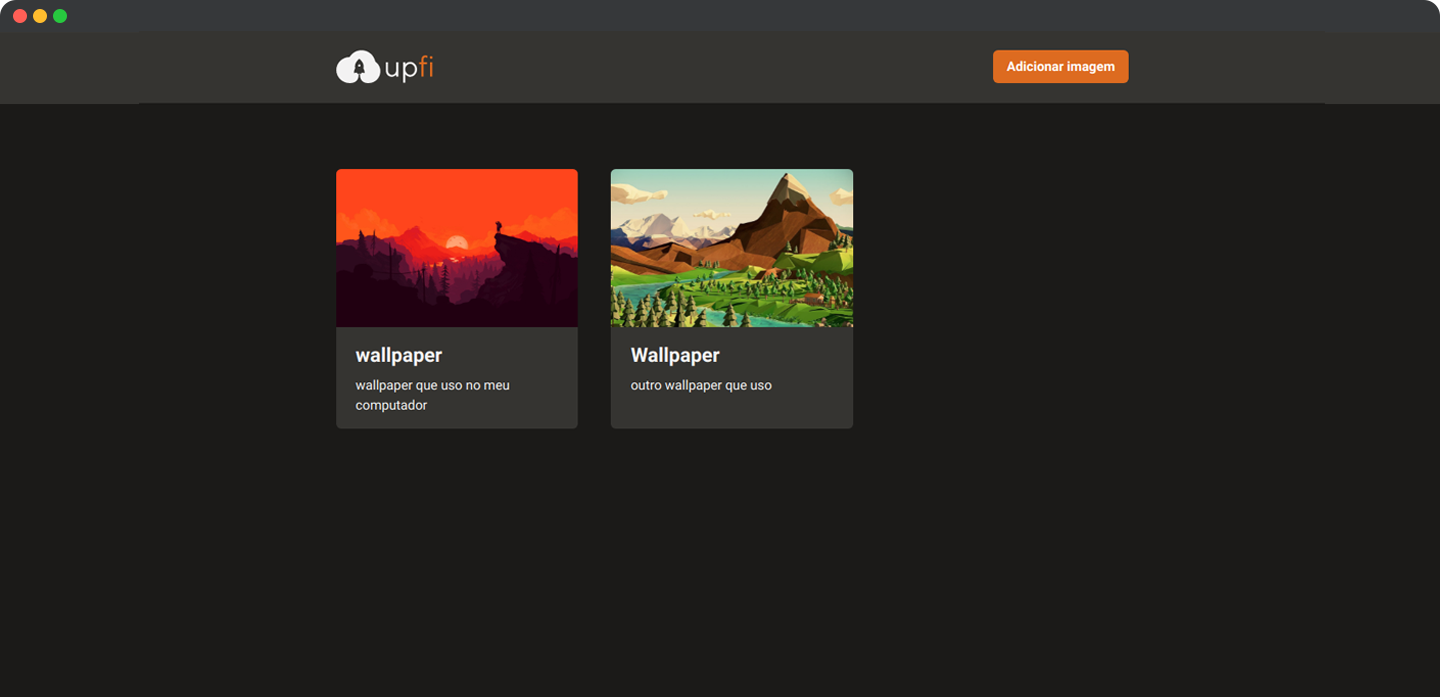 upfi
Adicionar imagem
wallpaper
wallpaper que uso no meu
computador
Wallpaper
outro wallpaper que uso